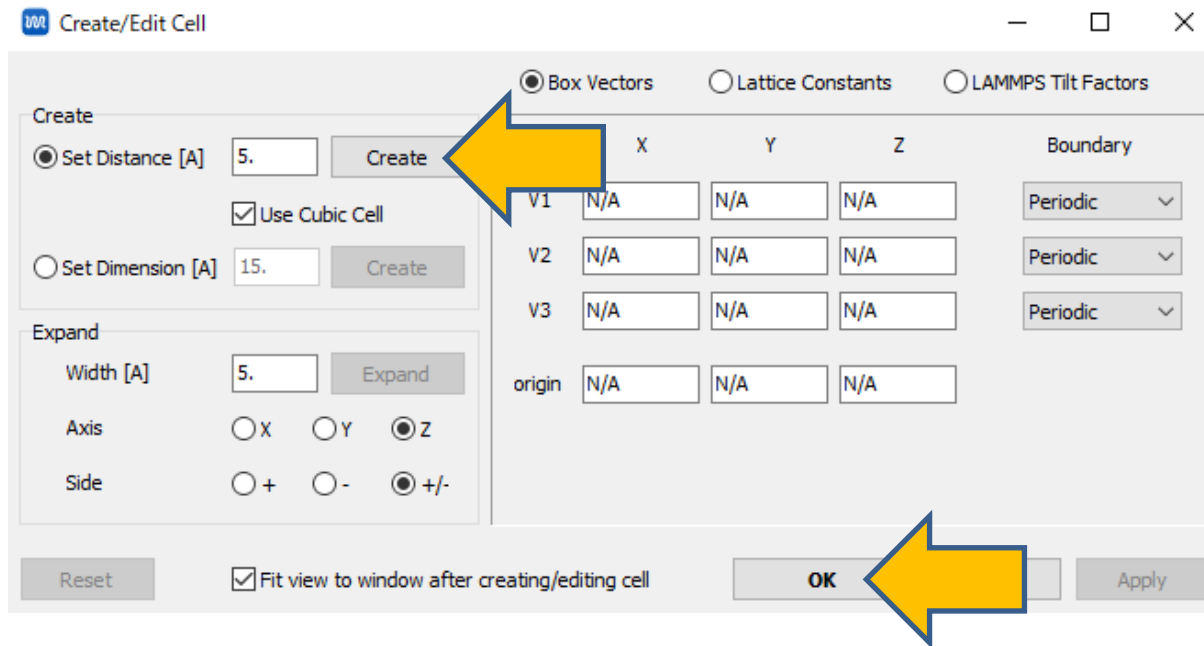 Create/Edit Cell
Box Vectors Lattice Constants LAMMPS Tilt Factors
Create
Set Distance [A] 5. Create
Use Cubic Cell
Set Dimension [A] 15. Create
Expand
Width [A] 5. Expand
Axis X Y Z
Side + - +/-
X Y Z Boundary
V1 N/A N/A N/A Periodic
V2 N/A N/A N/A Periodic
V3 N/A N/A N/A Periodic
origin N/A N/A N/A
Reset Fit view to window after creating/editing cell OK Apply